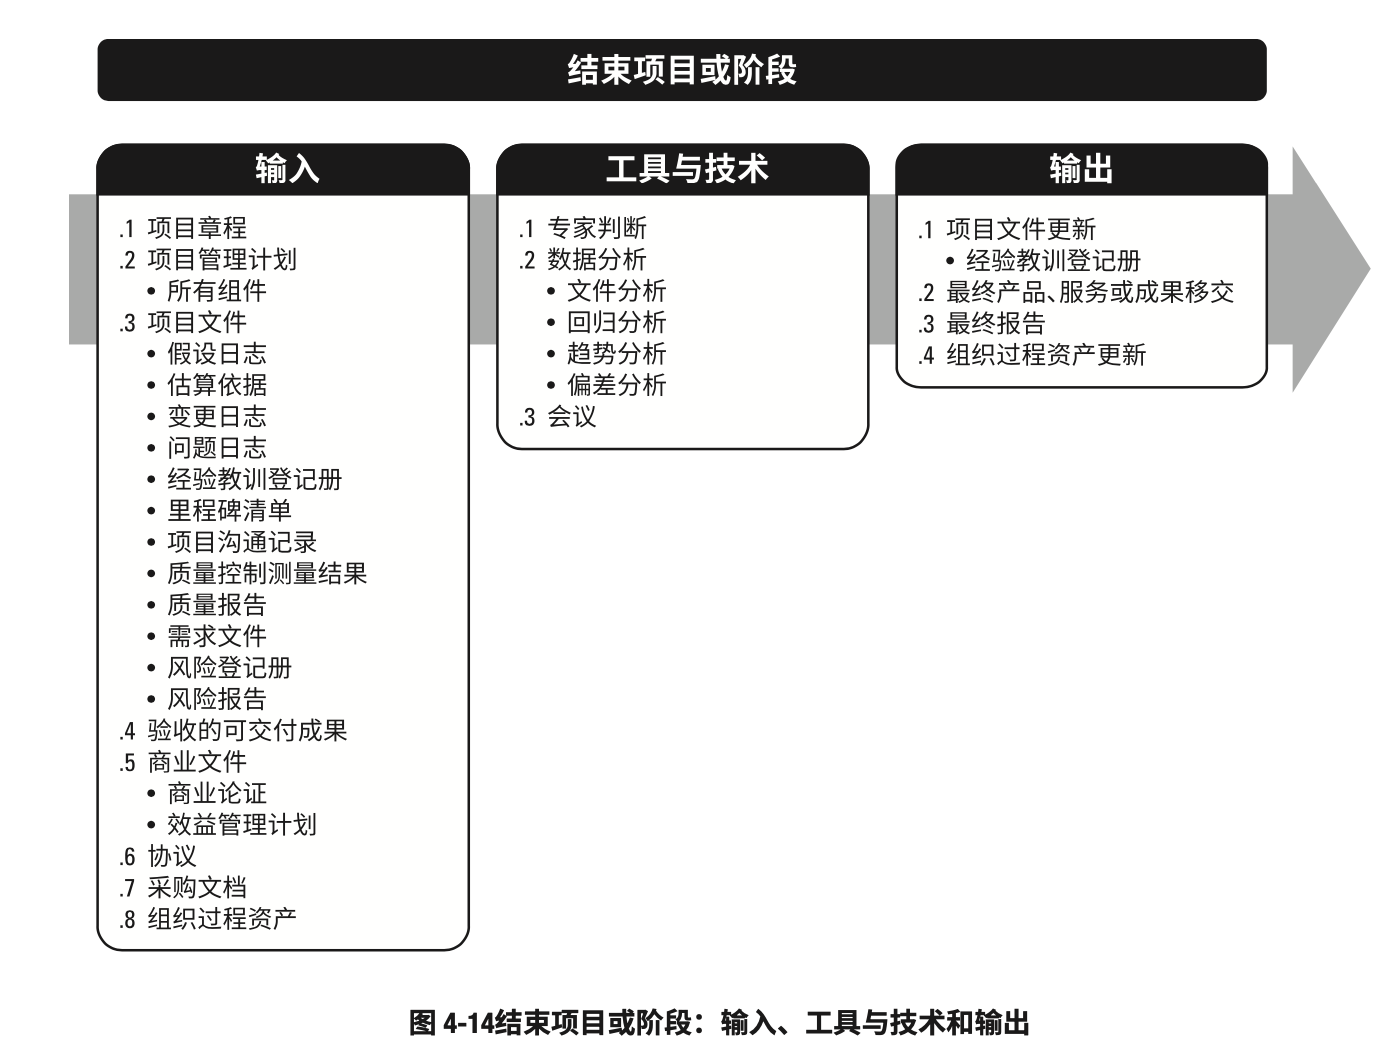 结束项目或阶段
输入
.1 项目章程
.2 项目管理计划
• 所有组件
.3 项目文件
• 假设日志
• 估算依据
• 变更日志
• 问题日志
• 经验教训登记册
• 里程碑清单
• 项目沟通记录
• 质量控制测量结果
• 质量报告
• 需求文件
• 风险登记册
• 风险报告
.4 验收的可交付成果
.5 商业文件
• 商业论证
• 效益管理计划
.6 协议
.7 采购文档
.8 组织过程资产
工具与技术
.1 专家判断
.2 数据分析
• 文件分析
• 回归分析
• 趋势分析
• 偏差分析
.3 会议
输出
.1 项目文件更新
• 经验教训登记册
.2 最终产品、服务或成果移交
.3 最终报告
.4 组织过程资产更新
图 4-14结束项目或阶段：输入、工具与技术和输出